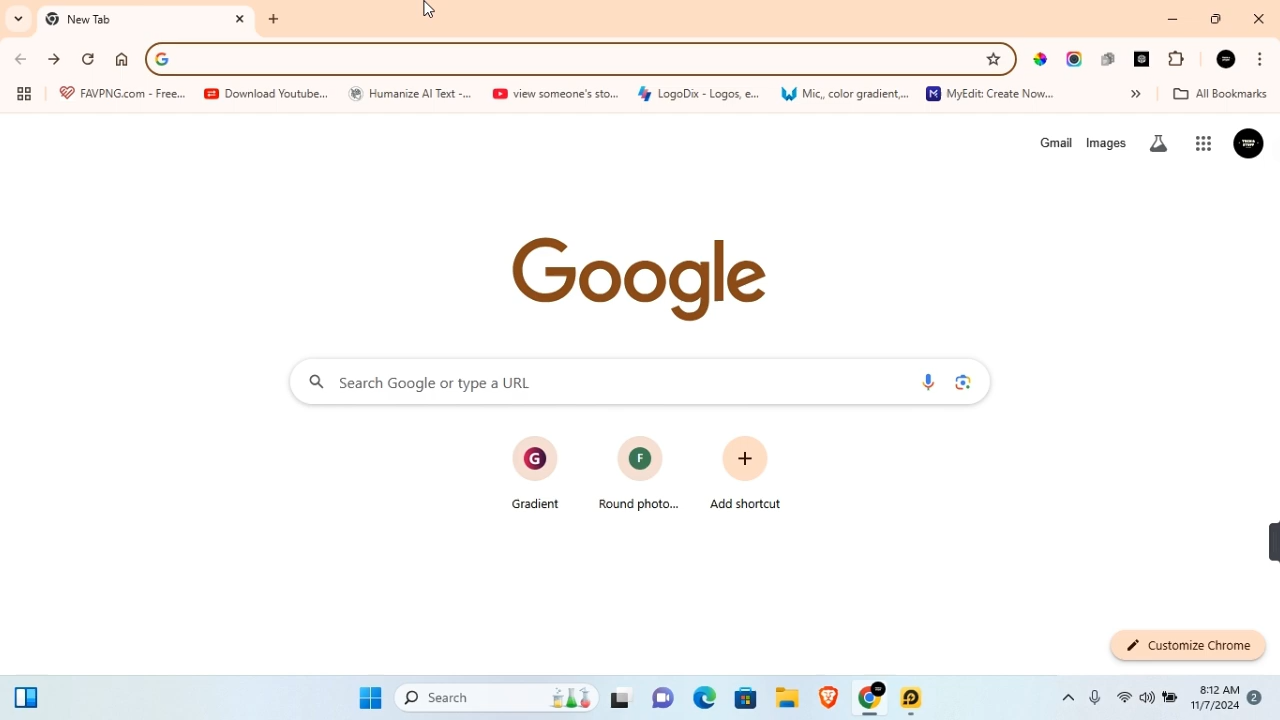 New Tab
FAVPNG.com - Free...
Download Youtube...
Humanize AI Text -...
view someone's sto...
LogoDix - Logos, e...
Mic,, color gradient,...
MyEdit: Create Now...
»
All Bookmarks
Gmail
Images
Google
Search Google or type a URL
G
F
Gradient
Round photo...
Add shortcut
Customize Chrome
Search
8:12 AM
11/7/2024
2